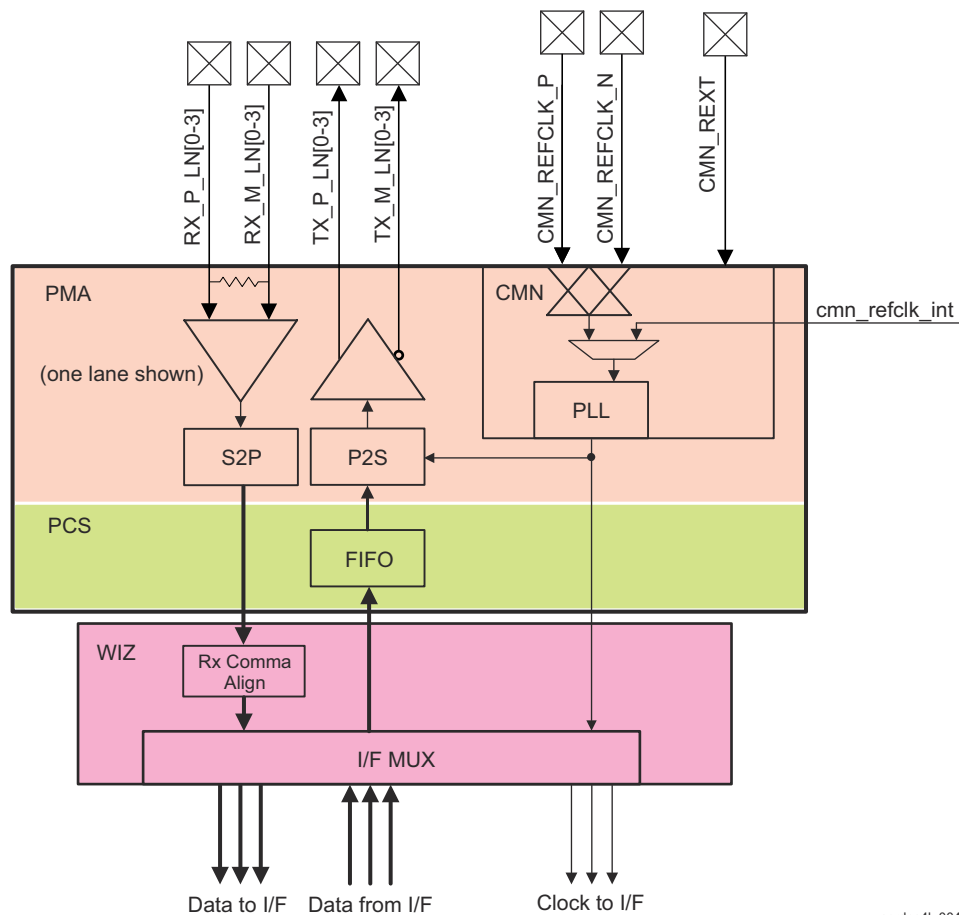 RX_P_LN[0-3]
RX_M_LN[0-3]
TX_P_LN[0-3]
TX_M_LN[0-3]
CMN_REFCLK_P
CMN_REFCLK_N
CMN_REXT
PMA
CMN
cmn_refclk_int
(one lane shown)
PLL
S2P
P2S
PCS
FIFO
WIZ
Rx Comma
Align
I/F MUX
Data to I/F
Data from I/F
Clock to I/F